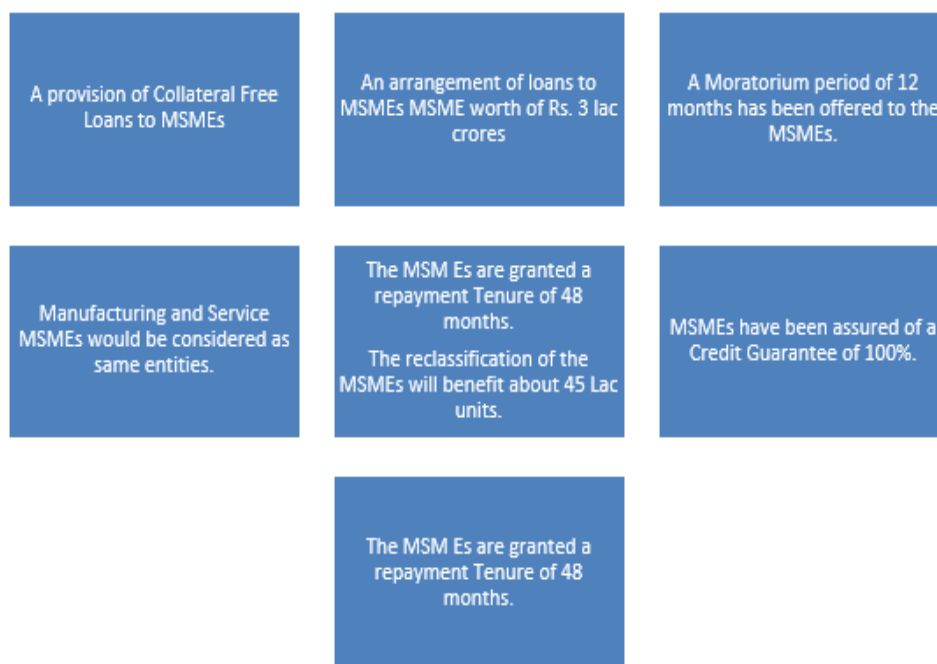 A provision of Collateral Free
Loans to MSMEs
An arrangement of loans to
MSMEs MSME worth of Rs. 3 lac
crores
A Moratorium period of 12
months has been offered to the
MSMEs.
Manufacturing and Service
MSMEs would be considered as
same entities.
The MSM Es are granted a
repayment Tenure of 48
months.
The reclassification of the
MSMEs will benefit about 45 Lac
units.
MSMEs have been assured of a
Credit Guarantee of 100%.
The MSM Es are granted a
repayment Tenure of 48
months.